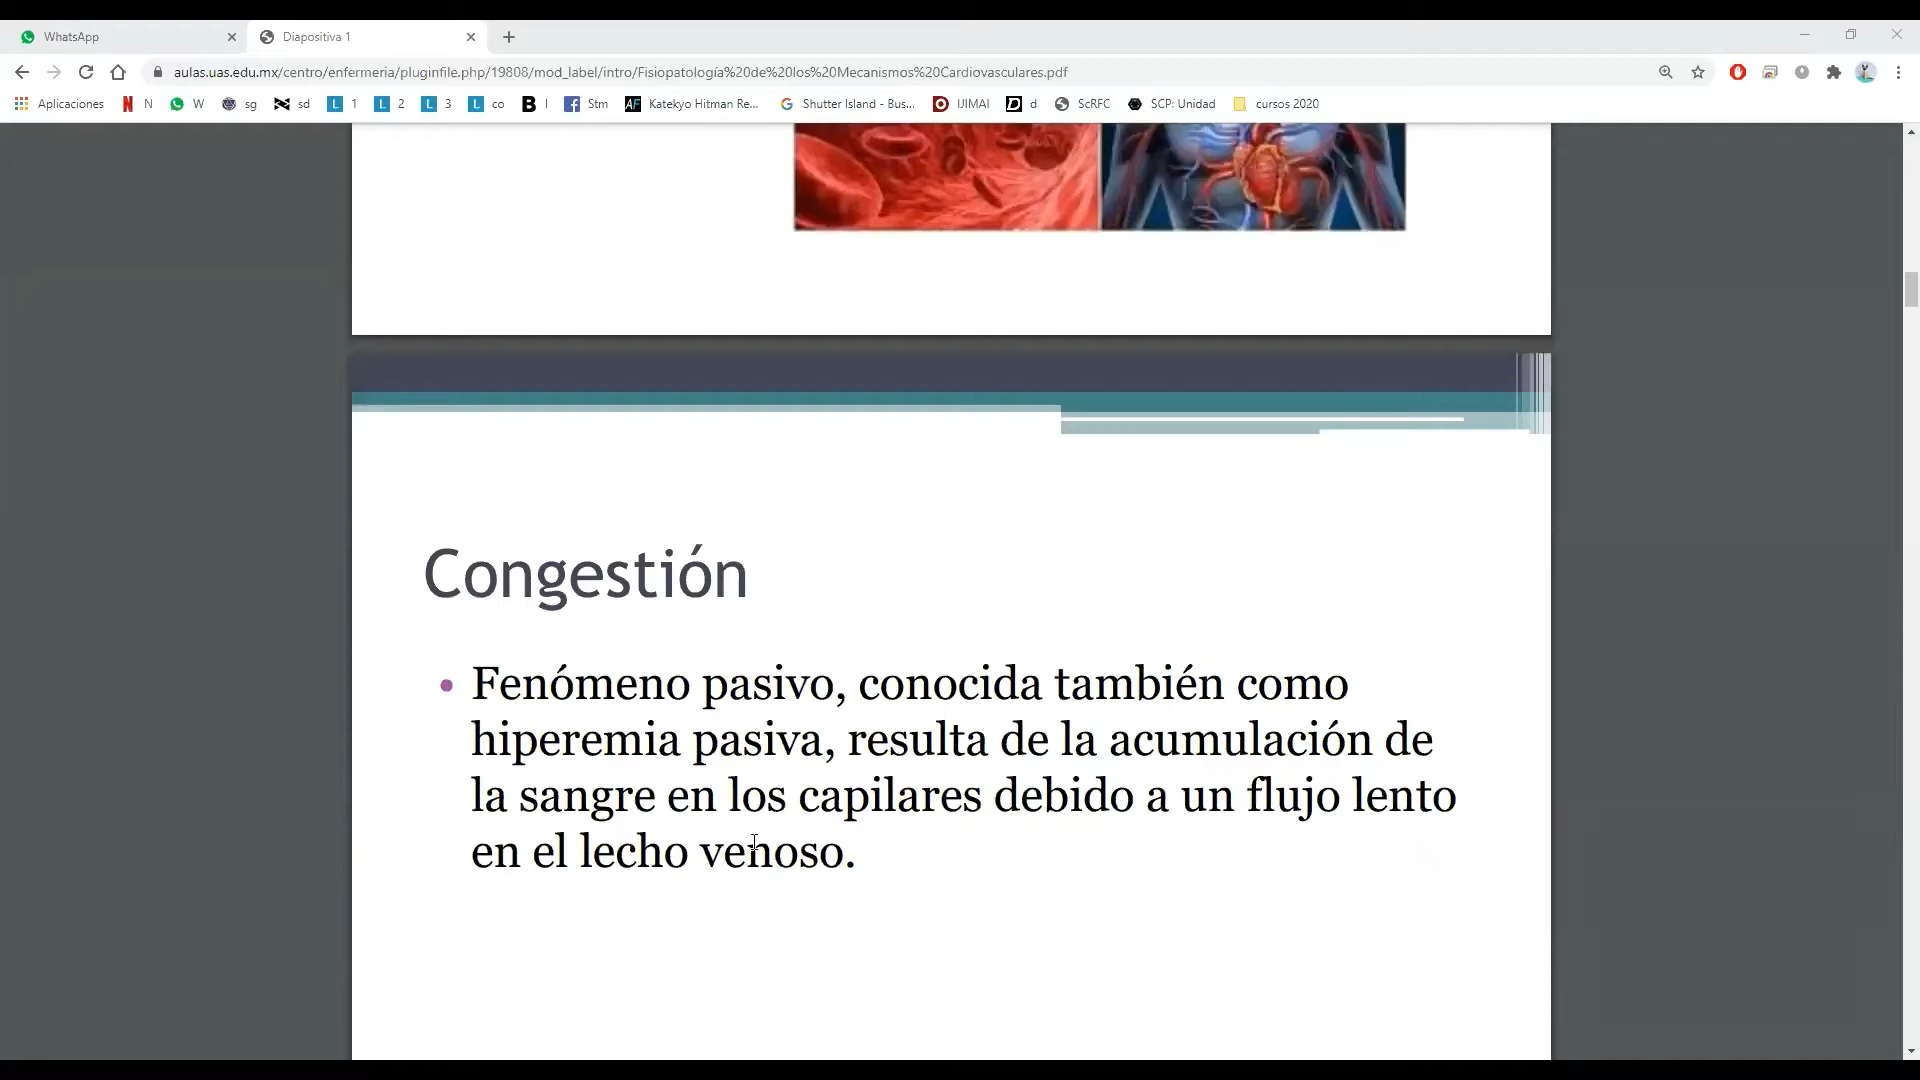 WhatsApp
Diapositiva 1
aulas.uas.edu.mx/centro/enfermeria/pluginfile.php/19808/mod_label/intro/Fisiopatología%20de%20los%20Mecanismos%20Cardiovasculares.pdf
Aplicaciones N W sg sd L 1 L 2 L 3 L co B I Stm AF Katekyo Hitman Re... Shutter Island - Bus... IJIMAI D d ScRFC SCP: Unidad cursos 2020
Congestión
• Fenómeno pasivo, conocida también como
hiperemia pasiva, resulta de la acumulación de
la sangre en los capilares debido a un flujo lento
en el lecho venoso.